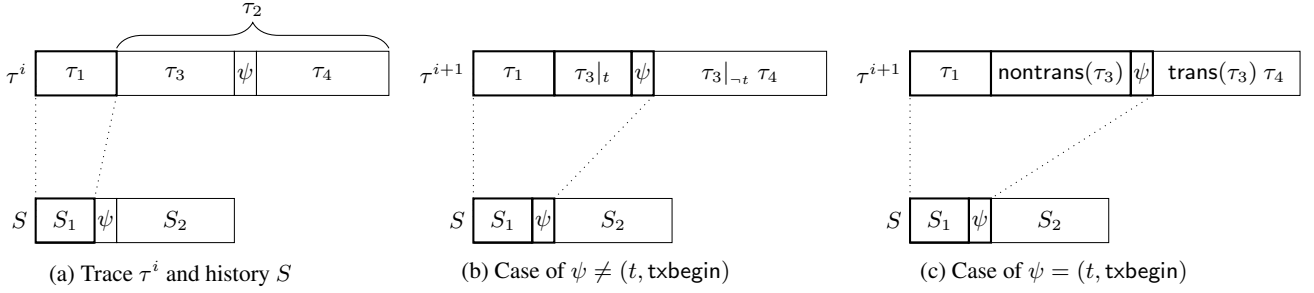 τ₂
τⁱ τ₁ τ₃ ψ τ₄
S S₁ ψ S₂
(a) Trace τⁱ and history S
τⁱ⁺¹ τ₁ τ₃|ₜ ψ τ₃|¬ₜ τ₄
S S₁ ψ S₂
(b) Case of ψ ≠ (t, txbegin)
τⁱ⁺¹ τ₁ nontrans(τ₃) ψ trans(τ₃) τ₄
S S₁ ψ S₂
(c) Case of ψ = (t, txbegin)